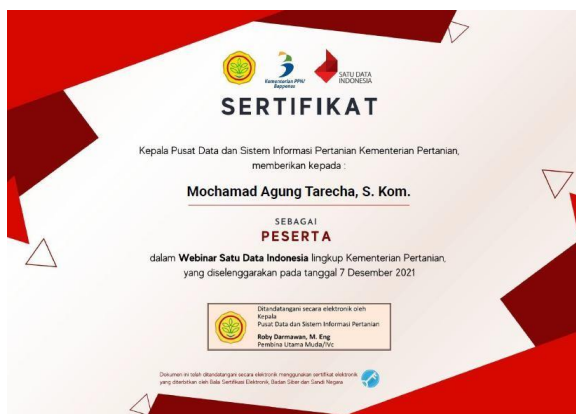 Kementerian PPN/
Bappenas
SATU DATA
INDONESIA
SERTIFIKAT
Kepala Pusat Data dan Sistem Informasi Pertanian Kementerian Pertanian,
memberikan kepada :
Mochamad Agung Tarecha, S. Kom.
SEBAGAI
PESERTA
dalam Webinar Satu Data Indonesia lingkup Kementerian Pertanian,
yang diselenggarakan pada tanggal 7 Desember 2021
Ditandatangani secara elektronik oleh
Kepala
Pusat Data dan Sistem Informasi Pertanian
Roby Darmawan, M. Eng
Pembina Utama Muda/IVc
Dokumen ini telah ditandatangani secara elektronik menggunakan sertifikat elektronik
yang diterbitkan oleh Balai Sertifikasi Elektronik, Badan Siber dan Sandi Negara